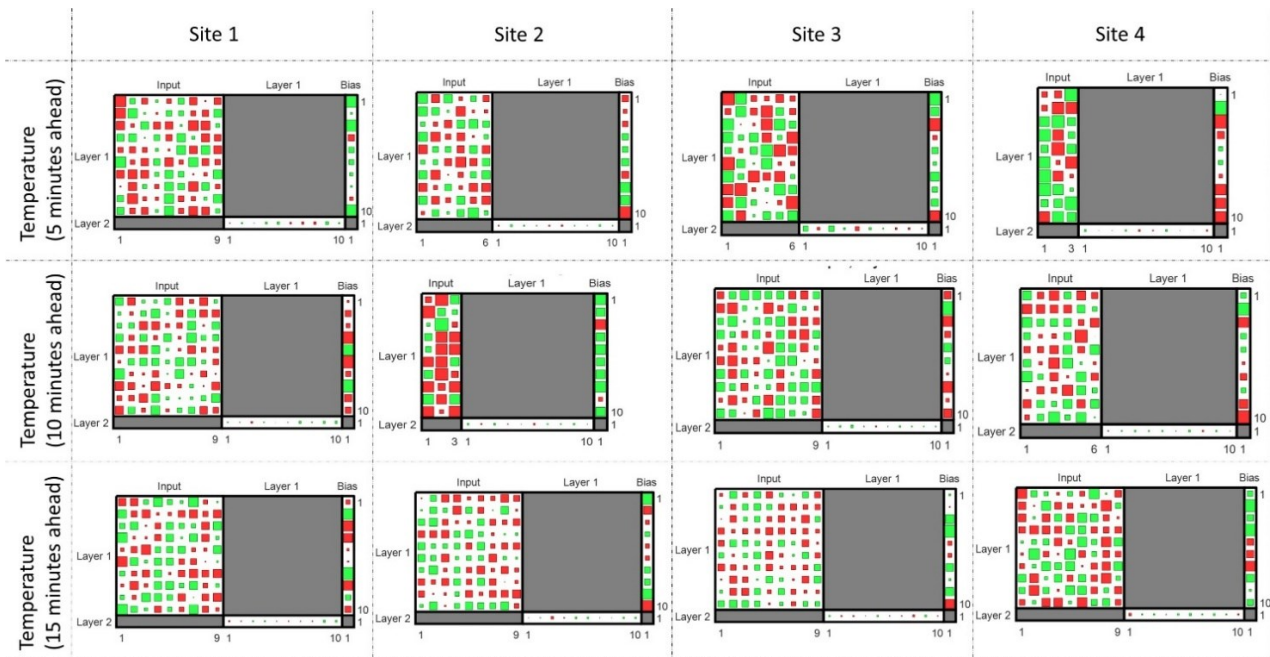 Site 1 Site 2 Site 3 Site 4
Temperature
(5 minutes ahead)
Input Layer 1 Bias
Layer 1
1
10
Layer 2
1
1 9 1 10 1
Input Layer 1 Bias
Layer 1
1
10
Layer 2
1
1 6 1 10 1
Input Layer 1 Bias
Layer 1
1
10
Layer 2
1
1 6 1 10 1
Input Layer 1 Bias
Layer 1
1
10
Layer 2
1
1 3 1 10 1
Temperature
(10 minutes ahead)
Input Layer 1 Bias
Layer 1
1
10
Layer 2
1
1 9 1 10 1
Input Layer 1 Bias
Layer 1
1
10
Layer 2
1
1 3 1 10 1
Input Layer 1 Bias
Layer 1
1
10
Layer 2
1
1 9 1 10 1
Input Layer 1 Bias
Layer 1
1
10
Layer 2
1
1 6 1 10 1
Temperature
(15 minutes ahead)
Input Layer 1 Bias
Layer 1
1
10
Layer 2
1
1 9 1 10 1
Input Layer 1 Bias
Layer 1
1
10
Layer 2
1
1 9 1 10 1
Input Layer 1 Bias
Layer 1
1
10
Layer 2
1
1 9 1 10 1
Input Layer 1 Bias
Layer 1
1
10
Layer 2
1
1 9 1 10 1